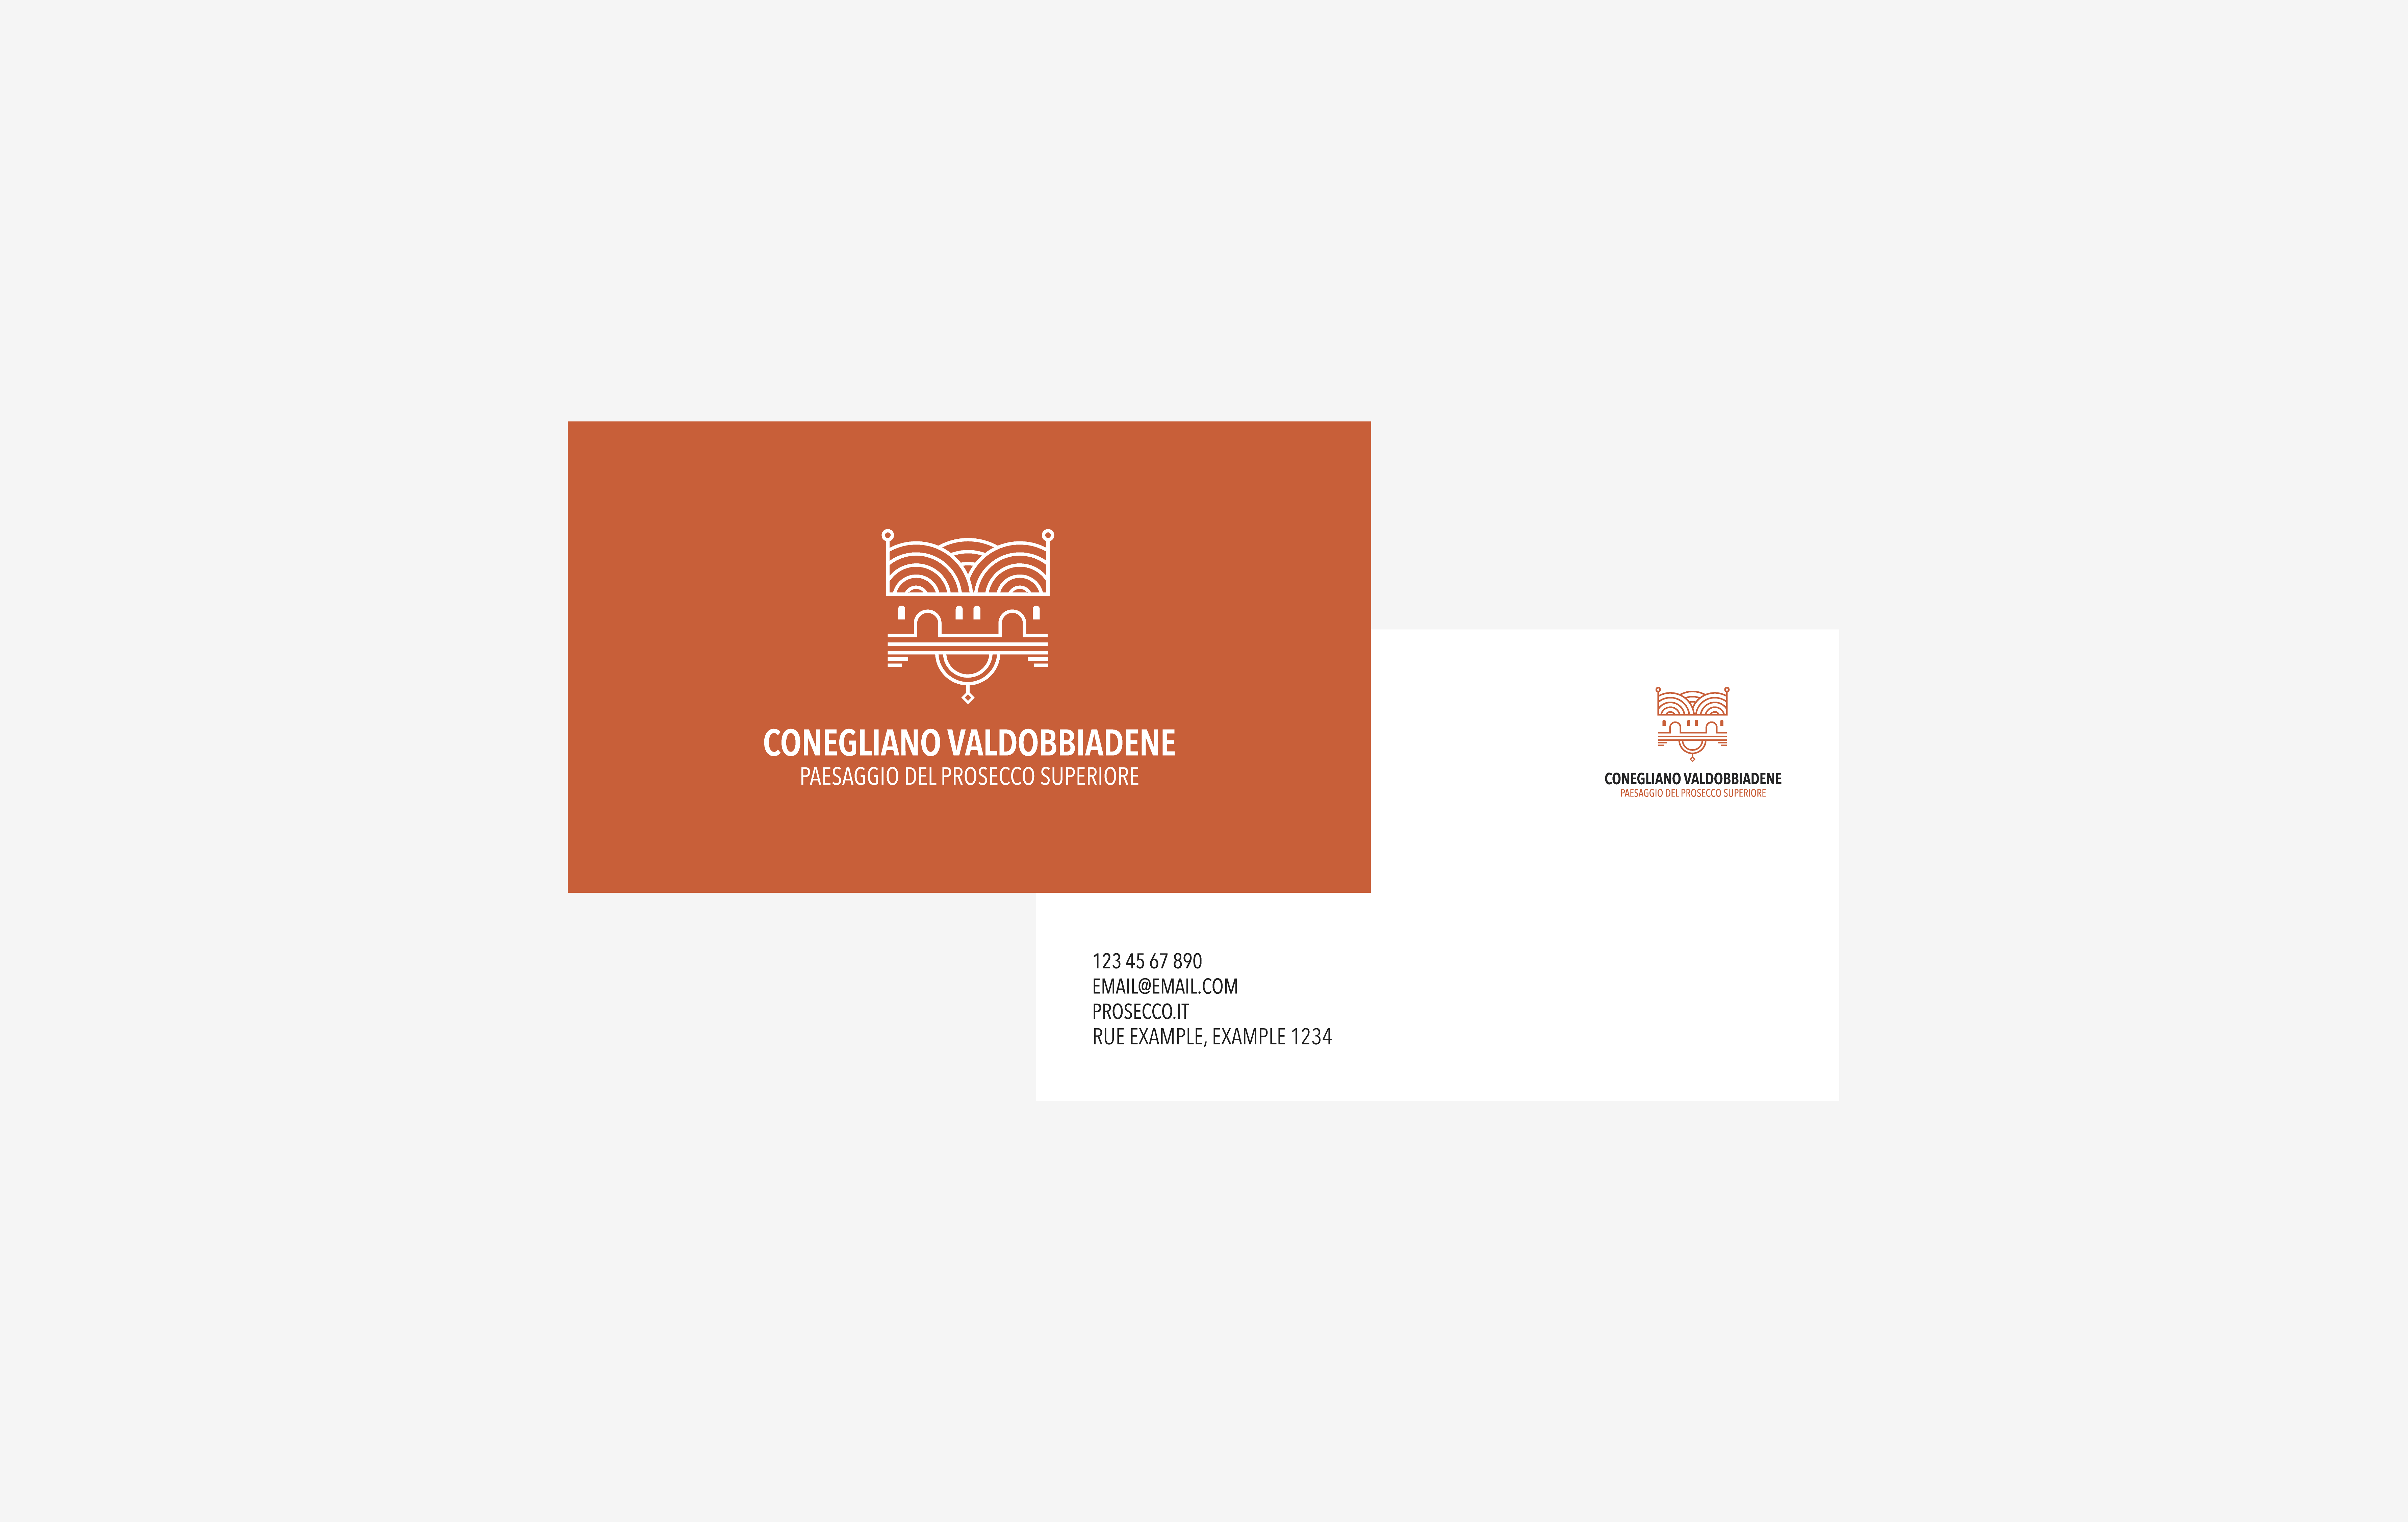 CONEGLIANO VALDOBBIADENE
PAESAGGIO DEL PROSECCO SUPERIORE
CONEGLIANO VALDOBBIADENE
PAESAGGIO DEL PROSECCO SUPERIORE
123 45 67 890
EMAIL@EMAIL.COM
PROSECCO.IT
RUE EXAMPLE, EXAMPLE 1234